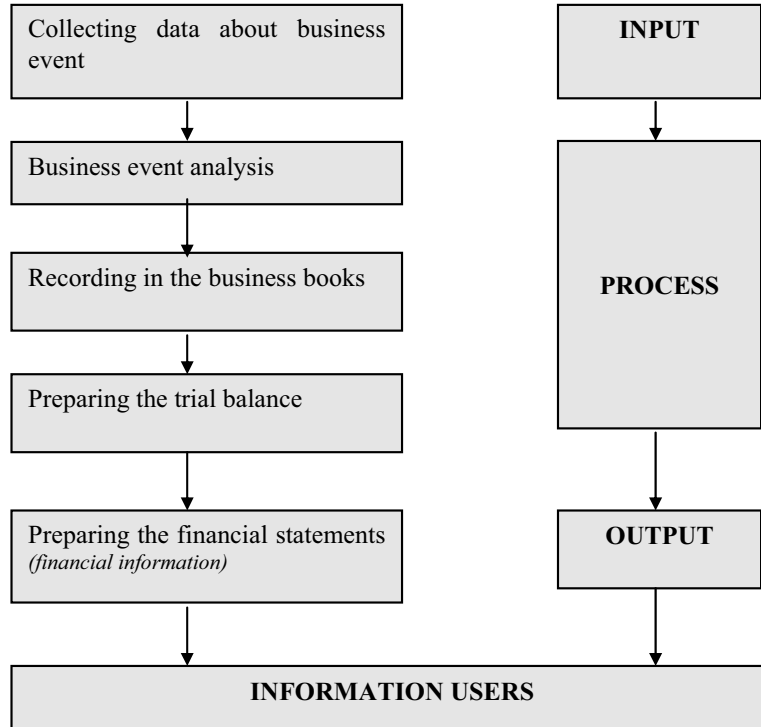 Collecting data about business
event
INPUT
Business event analysis
Recording in the business books
PROCESS
Preparing the trial balance
Preparing the financial statements
(financial information)
OUTPUT
INFORMATION USERS